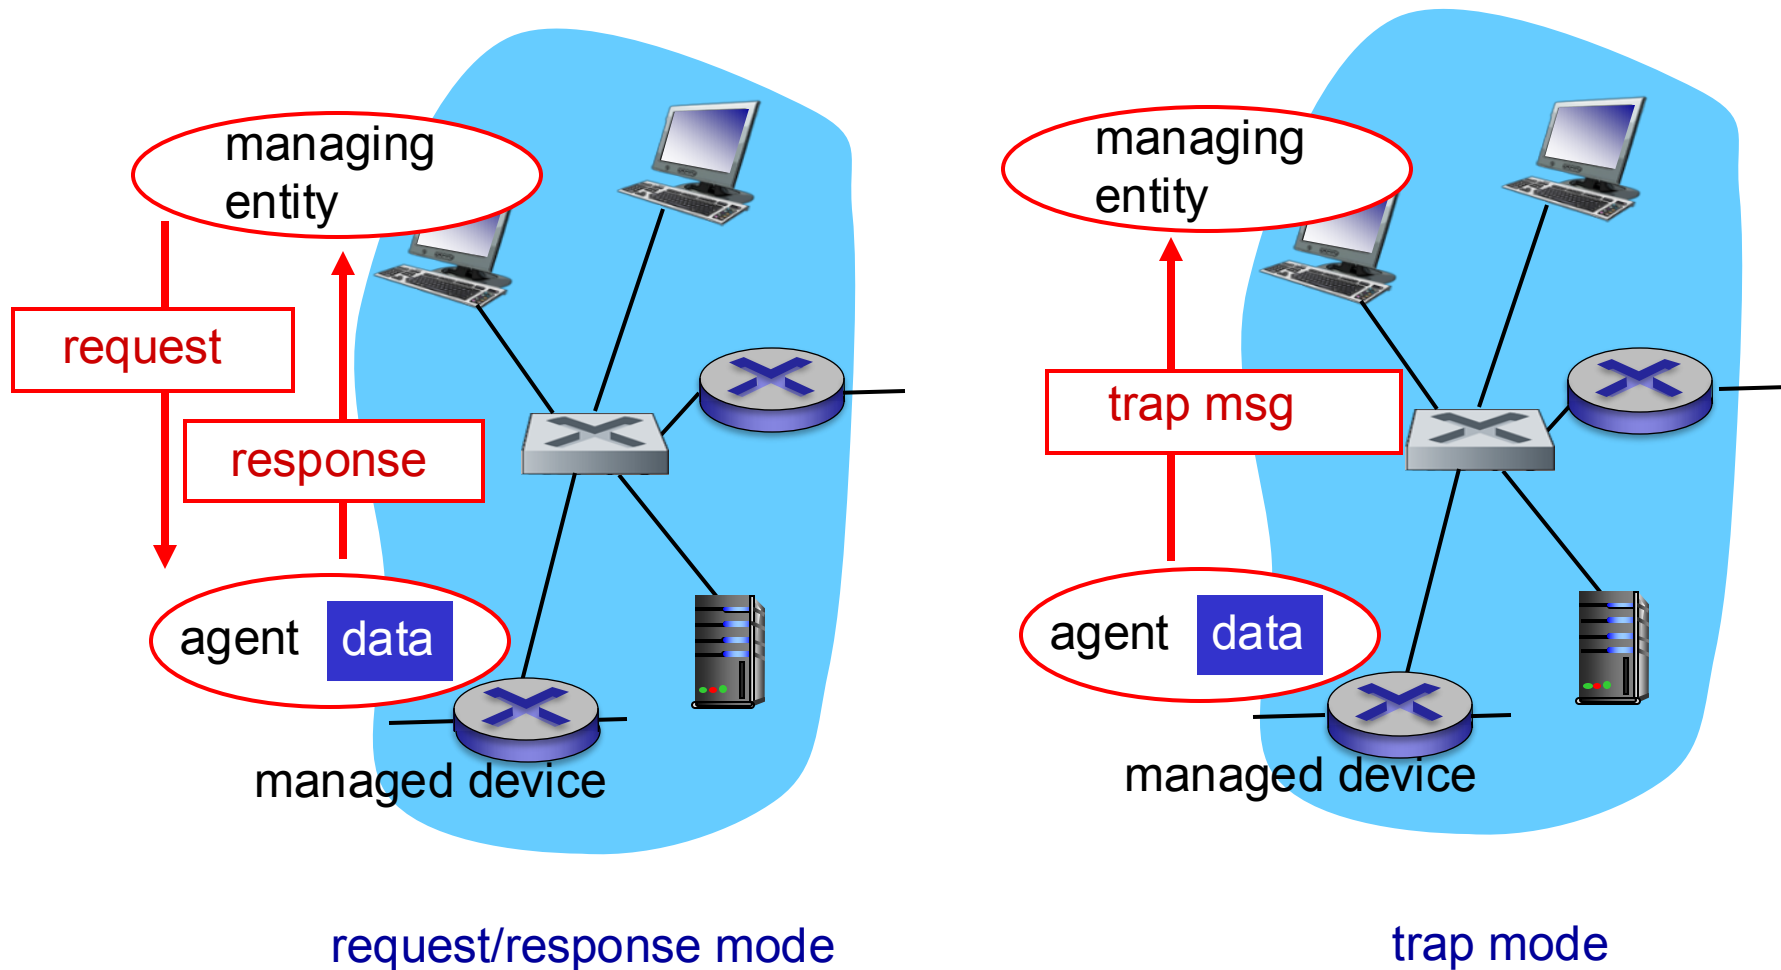 managing
entity
request
response
agent
data
managed device
request/response mode
managing
entity
trap msg
agent
data
managed device
trap mode